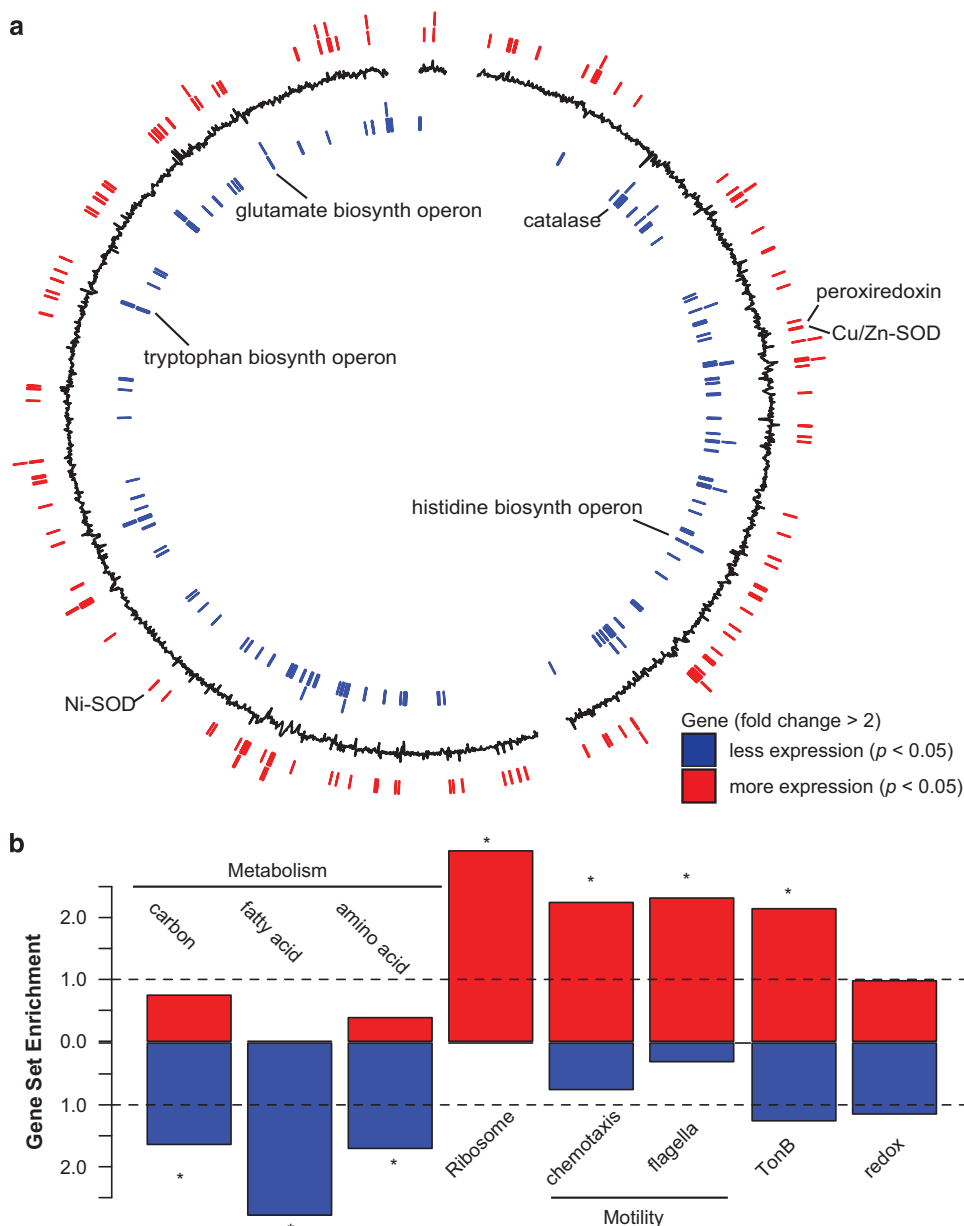 a
glutamate biosynth operon
catalase
peroxiredoxin
Cu/Zn-SOD
tryptophan biosynth operon
histidine biosynth operon
Ni-SOD
Gene (fold change > 2)
less expression (p < 0.05)
more expression (p < 0.05)
b
Metabolism
carbon
fatty acid
amino acid
* * * *
2.0
1.0
0.0
1.0
2.0
Gene Set Enrichment
Ribosome
chemotaxis
flagella
TonB
redox
* * *
Motility